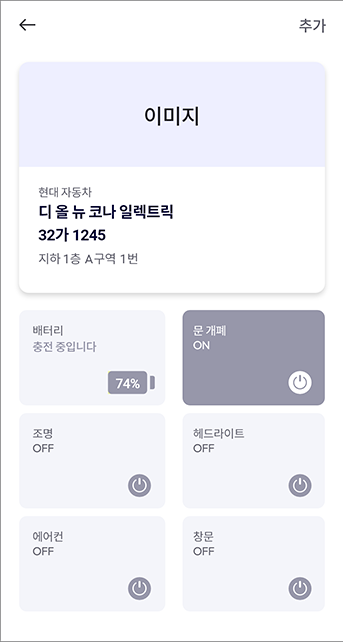 추가
이미지
현대 자동차
디 올 뉴 코나 일렉트릭
32가 1245
지하 1층 A구역 1번
배터리
충전 중입니다
74%
문 개폐
ON
조명
OFF
헤드라이트
OFF
에어컨
OFF
창문
OFF